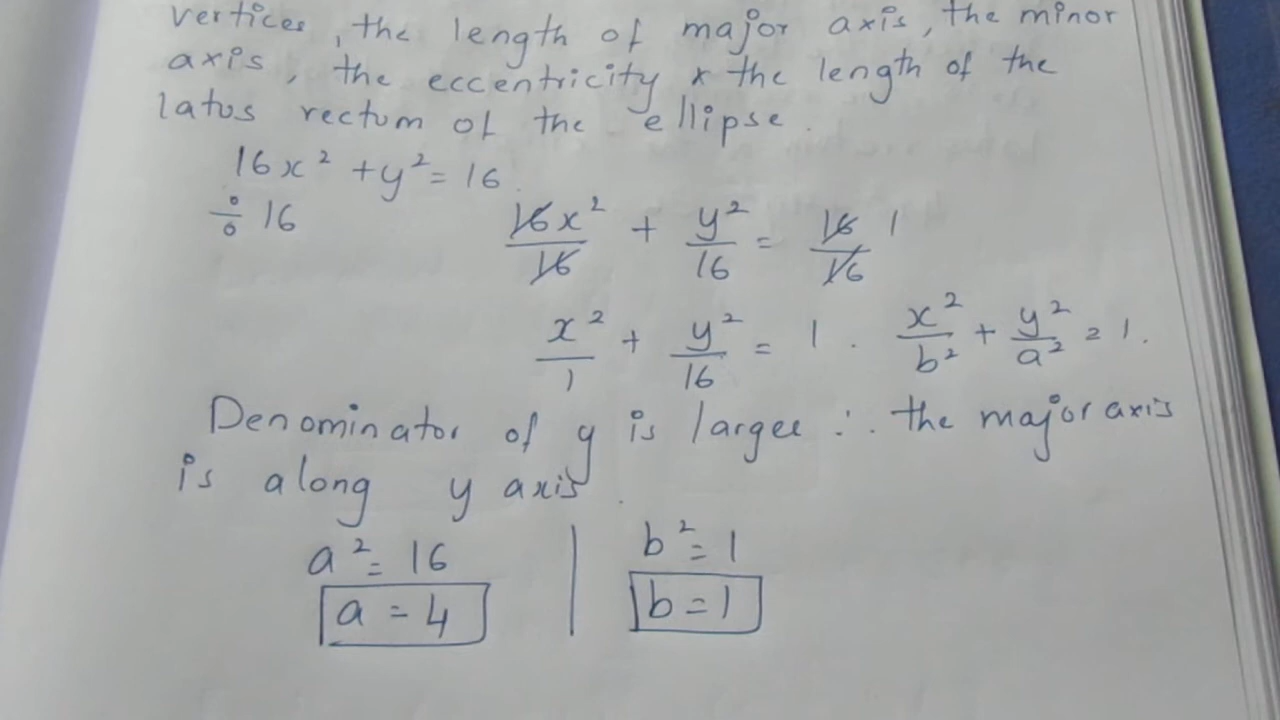 vertices, the length of major axis, the minor
axis, the eccentricity & the length of the
latus rectum of the ellipse.
16x² + y² = 16.
÷ 16 16x²/16 + y²/16 = 16/16 1
x²/1 + y²/16 = 1. x²/b² + y²/a² = 1.
Denominator of y is larger ∴ the major axis
is along y axis.
a² = 16 | b² = 1
a = 4 | b = 1